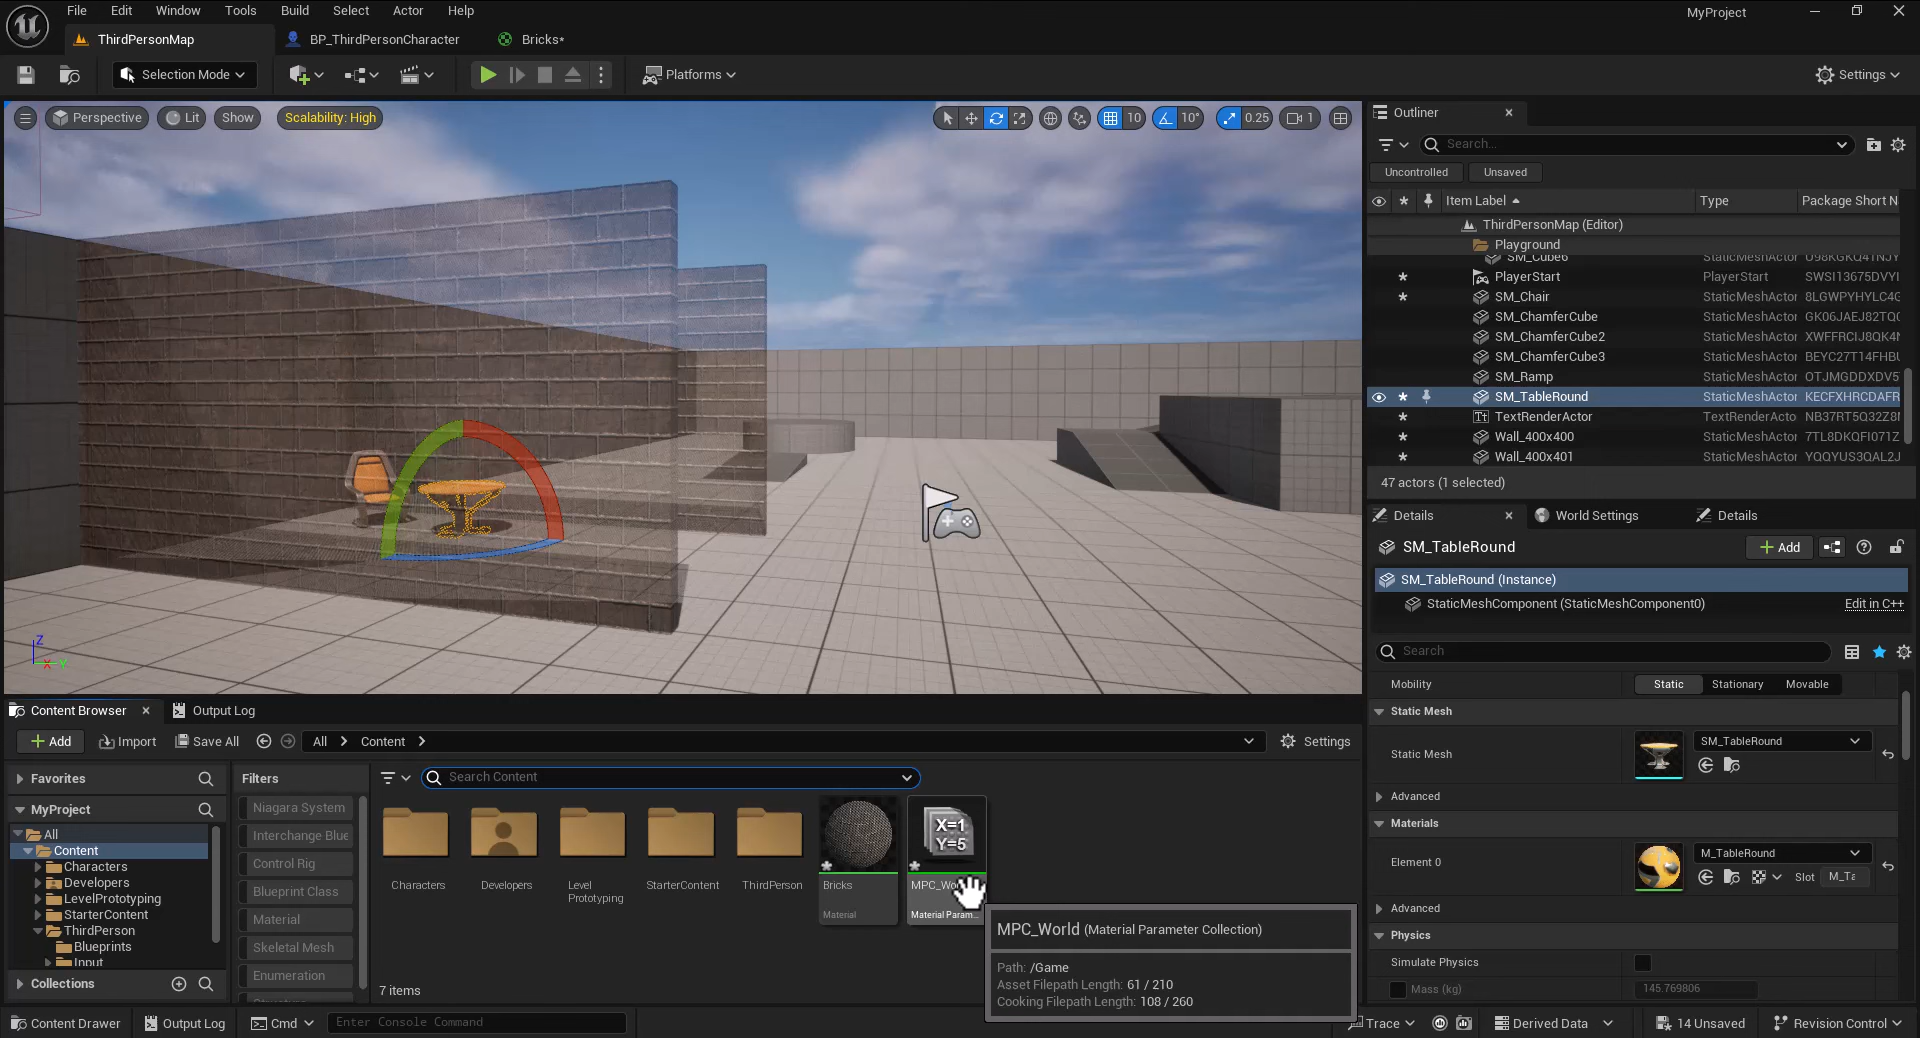 File Edit Window Tools Build Select Actor Help
MyProject
ThirdPersonMap
BP_ThirdPersonCharacter
Bricks*
Selection Mode
Platforms
Settings
Perspective
Lit
Show
Scalability: High
10
10°
0.25
1
Outliner
Search...
Uncontrolled
Unsaved
Item Label
Type
Package Short N
ThirdPersonMap (Editor)
Playground
SM_Cube6 StaticMeshActor U98KGKQ41NJY
PlayerStart PlayerStart SWSI13675DVYI
SM_Chair StaticMeshActor 8LGWPYHYLC4G
SM_ChamferCube StaticMeshActor GK06JAEJ82TQ
SM_ChamferCube2 StaticMeshActor XWFFRCIJ8QK4
SM_ChamferCube3 StaticMeshActor BEYC27T14FHB
SM_Ramp StaticMeshActor OTJMGDDXDV5
SM_TableRound StaticMeshActor KECFXHRCDAFR
TextRenderActor TextRenderActo NB37RT5Q32Z8
Wall_400x400 StaticMeshActor 7TL8DKQFI071Z
Wall_400x401 StaticMeshActor YQQYUS3QAL2J
47 actors (1 selected)
Details
World Settings
Details
SM_TableRound
Add
SM_TableRound (Instance)
StaticMeshComponent (StaticMeshComponent0)
Edit in C++
Search
Mobility
Static Stationary Movable
Static Mesh
Static Mesh
SM_TableRound
Advanced
Materials
Element 0
M_TableRound
Slot M_Ta
Advanced
Physics
Simulate Physics
Mass (kg)
145.769806
Z
X Y
Content Browser
Output Log
Add
Import
Save All
All
Content
Settings
Favorites
Filters
Search Content
MyProject
All
Content
Characters
Developers
LevelPrototyping
StarterContent
ThirdPerson
Blueprints
Input
Collections
Niagara System
Interchange Blue
Control Rig
Blueprint Class
Material
Skeletal Mesh
Enumeration
X=1
Y=5
Characters
Developers
Level
Prototyping
StarterContent
ThirdPerson
Bricks
Material
MPC_Wo
Material Param...
7 items
MPC_World (Material Parameter Collection)
Path: /Game
Asset Filepath Length: 61 / 210
Cooking Filepath Length: 108 / 260
Content Drawer
Output Log
Cmd
Enter Console Command
Trace
Derived Data
14 Unsaved
Revision Control